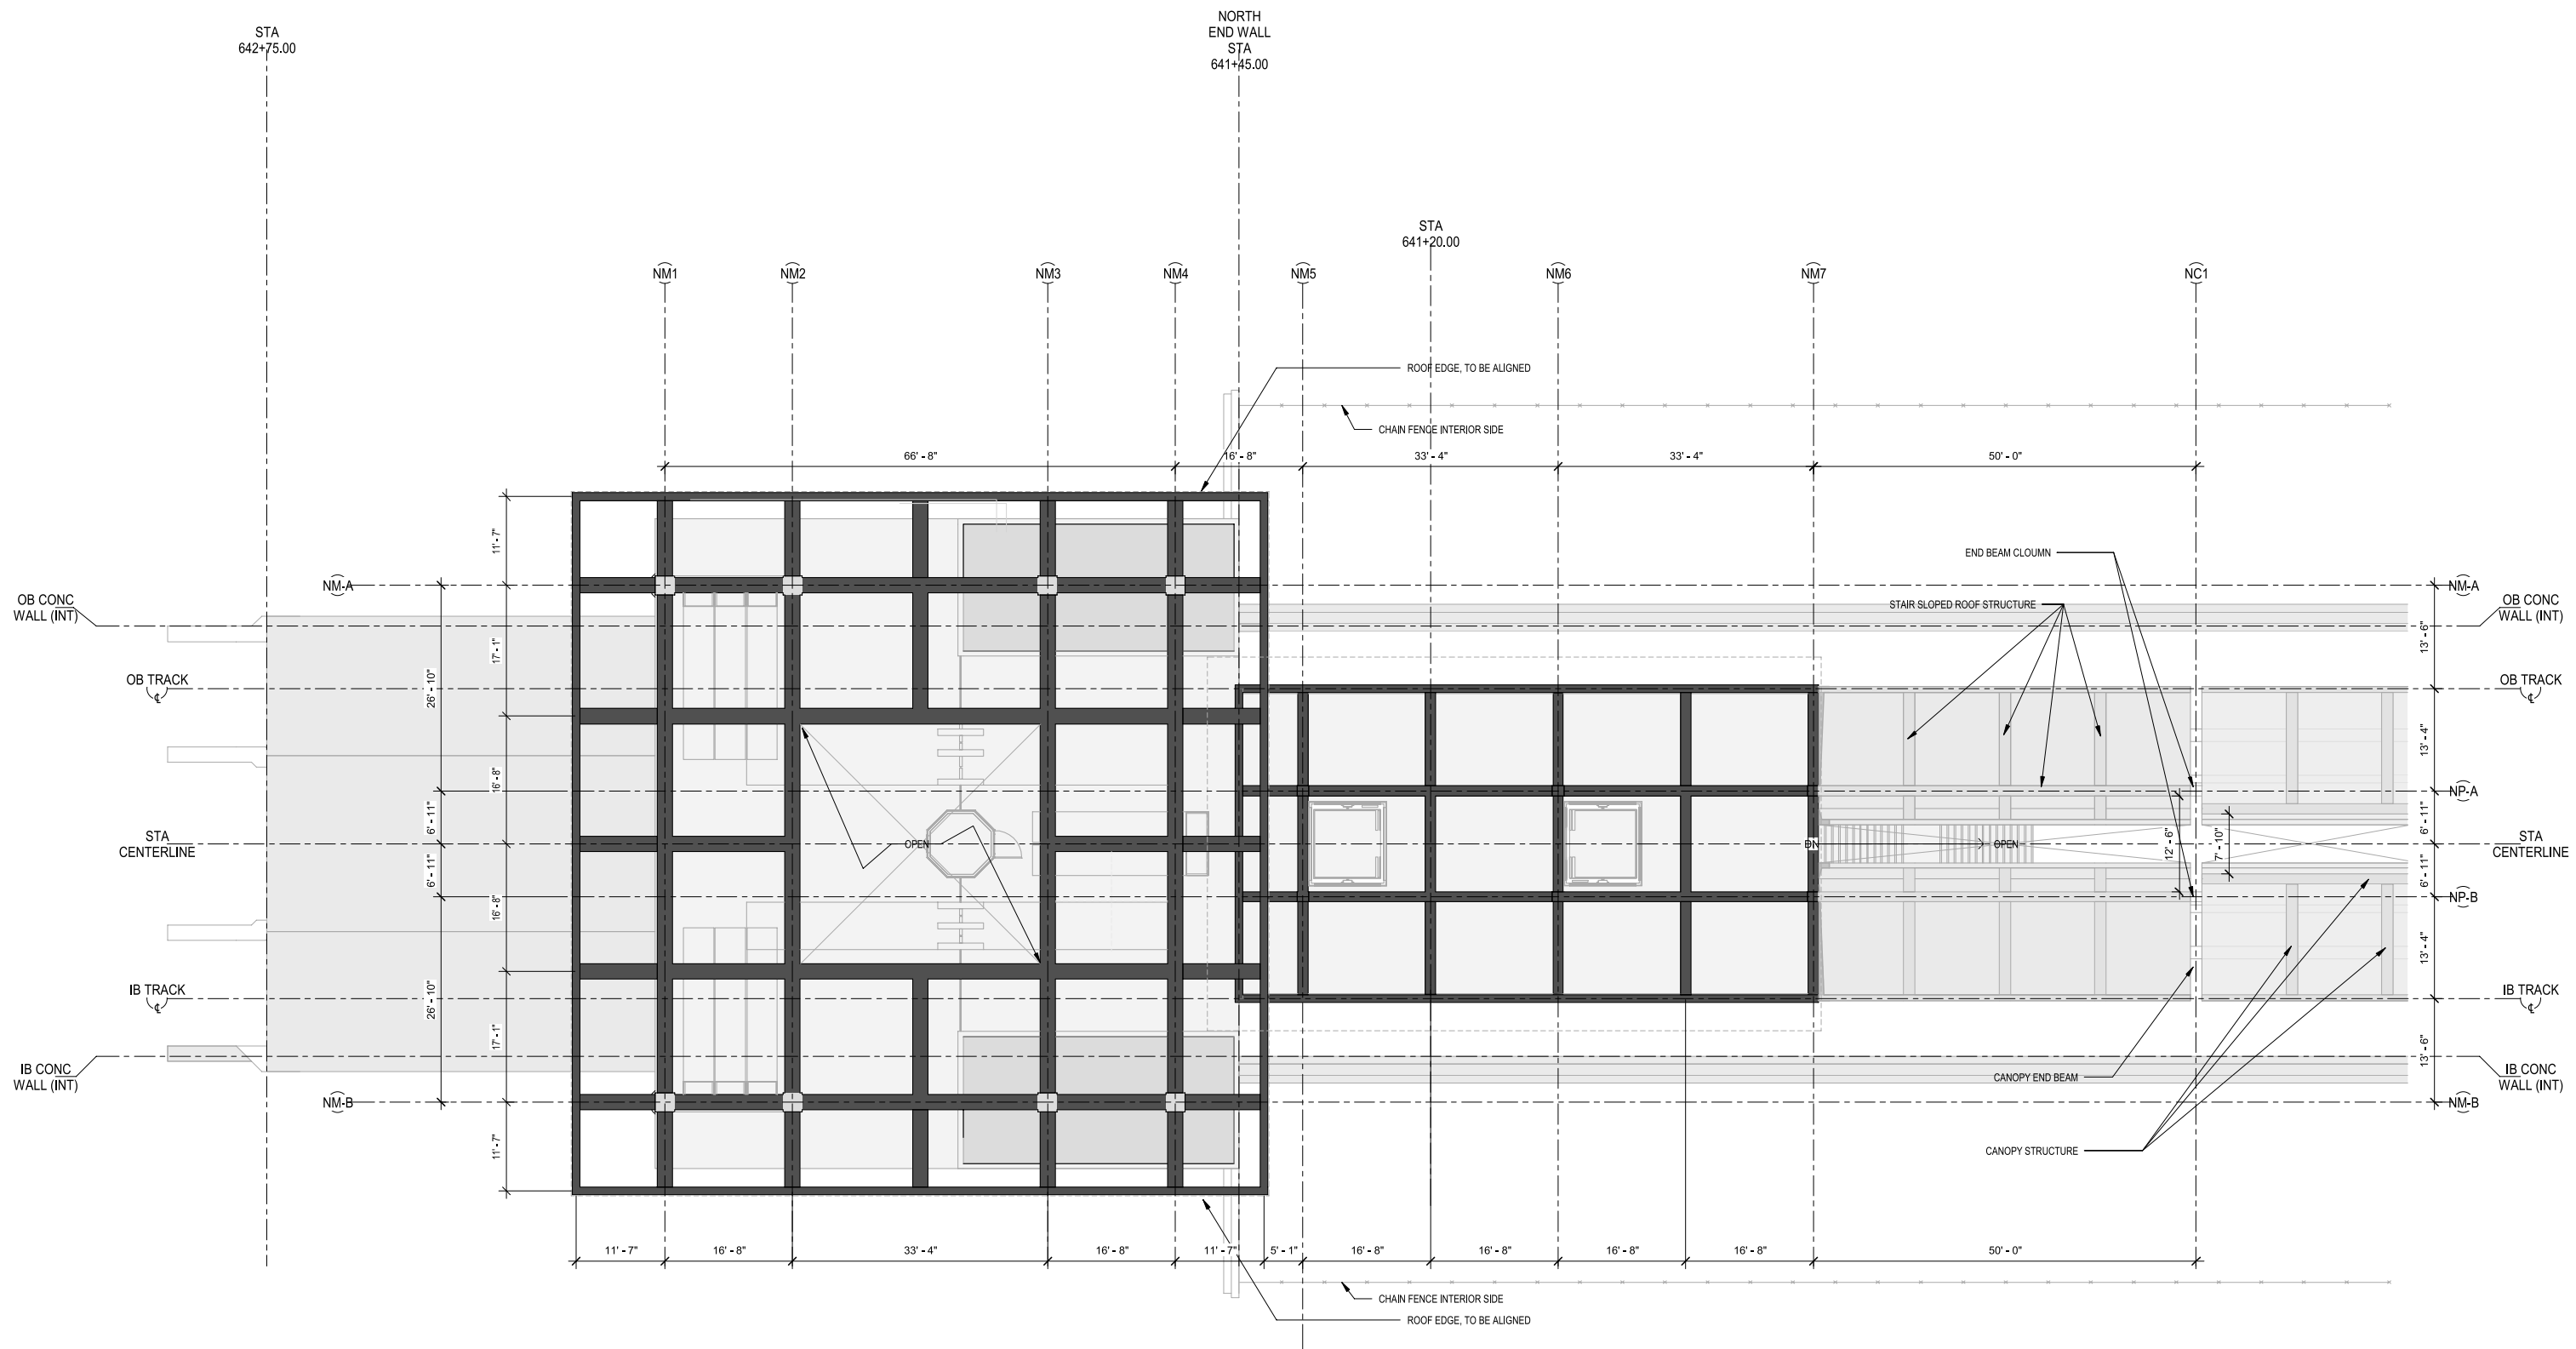 STA
642+75.00
NORTH
END WALL
STA
641+45.00
STA
641+20.00
NM1
NM2
NM3
NM4
NM5
NM6
NM7
NC1
ROOF EDGE, TO BE ALIGNED
CHAIN FENCE INTERIOR SIDE
66' - 8"
16' - 8"
33' - 4"
33' - 4"
50' - 0"
11' - 7"
17' - 1"
16' - 8"
16' - 8"
17' - 1"
11' - 7"
26' - 10"
6' - 11"
6' - 11"
26' - 10"
NM-A
OB CONC
WALL (INT)
OB TRACK
℄
STA
CENTERLINE
IB TRACK
℄
IB CONC
WALL (INT)
NM-B
OPEN
DN
OPEN
END BEAM CLOUMN
STAIR SLOPED ROOF STRUCTURE
12' - 6"
7' - 10"
CANOPY END BEAM
CANOPY STRUCTURE
13' - 6"
13' - 4"
6' - 11"
6' - 11"
13' - 4"
13' - 6"
NM-A
OB CONC
WALL (INT)
OB TRACK
℄
NP-A
STA
CENTERLINE
NP-B
IB TRACK
℄
IB CONC
WALL (INT)
NM-B
11' - 7"
16' - 8"
33' - 4"
16' - 8"
11' - 7"
5' - 1"
16' - 8"
16' - 8"
16' - 8"
16' - 8"
50' - 0"
CHAIN FENCE INTERIOR SIDE
ROOF EDGE, TO BE ALIGNED